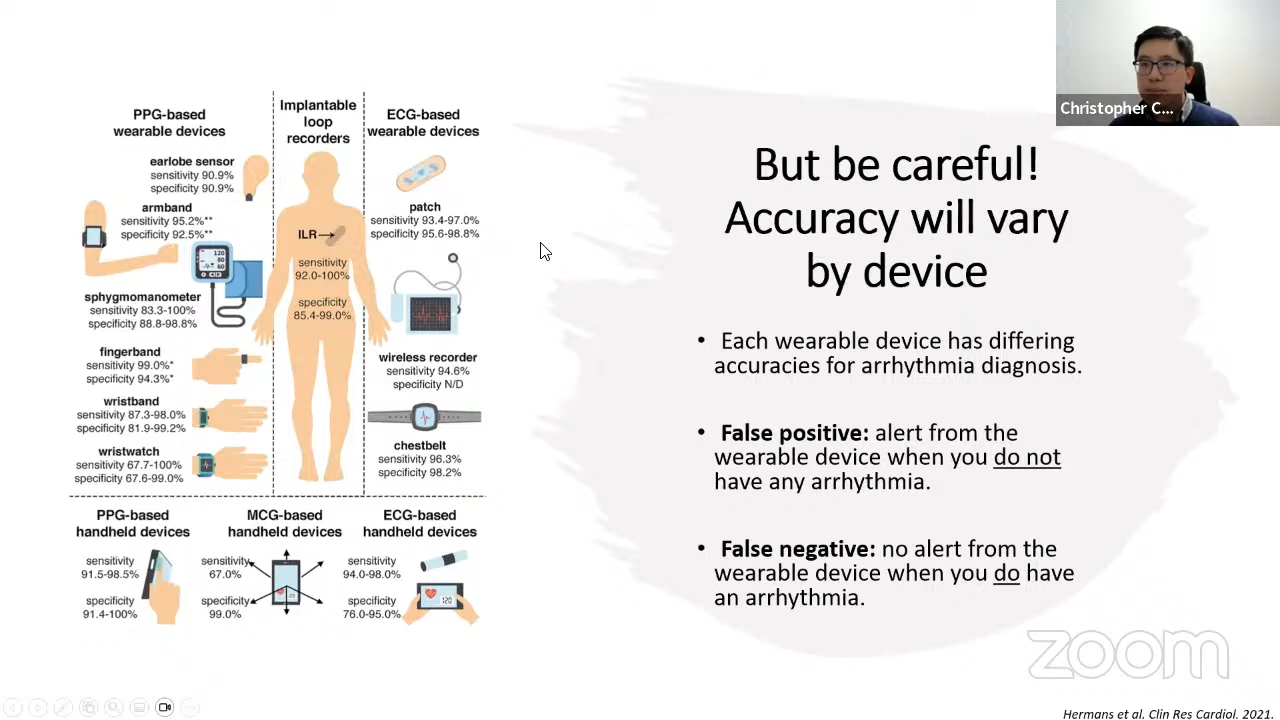 Christopher C...
PPG-based
wearable devices
Implantable
loop
recorders
ECG-based
wearable devices
earlobe sensor
sensitivity 90.9%
specificity 90.9%
armband
sensitivity 95.2%**
specificity 92.5%**
120
80
60
sphygmomanometer
sensitivity 83.3-100%
specificity 88.8-98.8%
fingerband
sensitivity 99.0%*
specificity 94.3%*
wristband
sensitivity 87.3-98.0%
specificity 81.9-99.2%
wristwatch
sensitivity 67.7-100%
specificity 67.6-99.0%
ILR
sensitivity
92.0-100%
specificity
85.4-99.0%
patch
sensitivity 93.4-97.0%
specificity 95.6-98.8%
wireless recorder
sensitivity 94.6%
specificity N/D
chestbelt
sensitivity 96.3%
specificity 98.2%
PPG-based
handheld devices
sensitivity
91.5-98.5%
specificity
91.4-100%
MCG-based
handheld devices
sensitivity
67.0%
specificity
99.0%
120
ECG-based
handheld devices
sensitivity
94.0-98.0%
specificity
76.0-95.0%
120
But be careful!
Accuracy will vary
by device
• Each wearable device has differing
accuracies for arrhythmia diagnosis.
• False positive: alert from the
wearable device when you do not
have any arrhythmia.
• False negative: no alert from the
wearable device when you do have
an arrhythmia.
zoom
Hermans et al. Clin Res Cardiol. 2021.